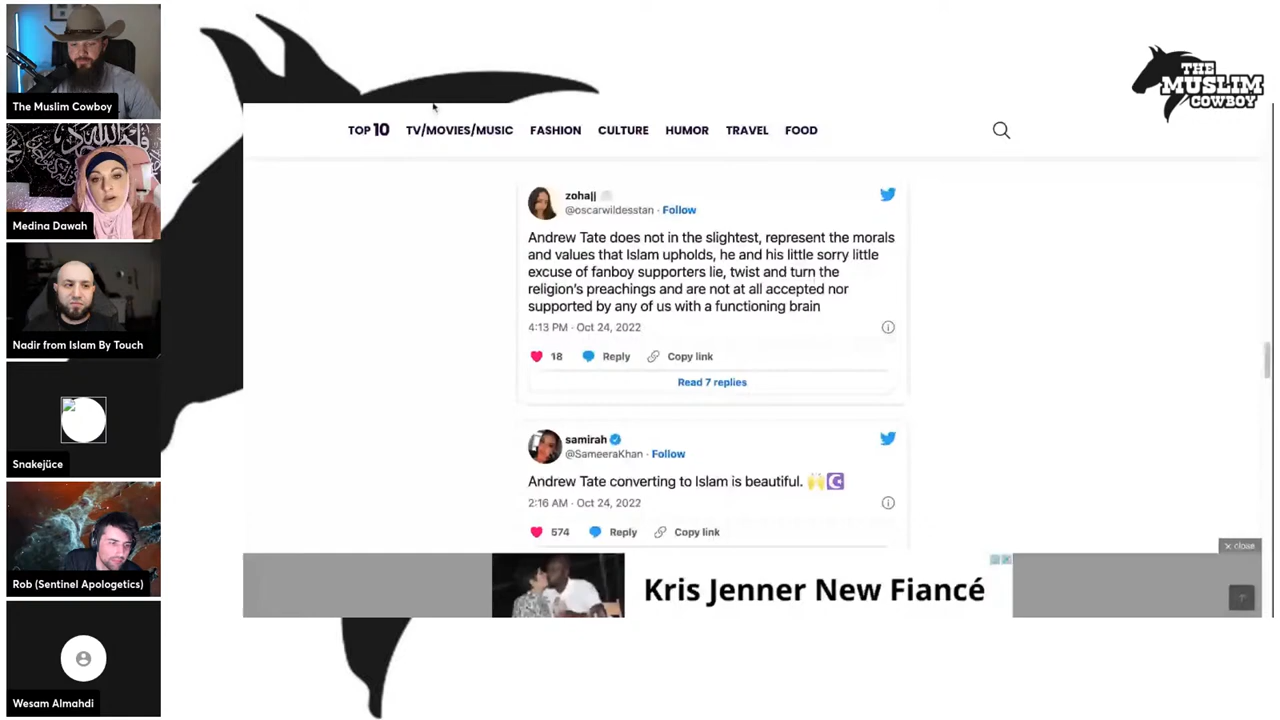 The Muslim Cowboy
Medina Dawah
Nadir from Islam By Touch
Snakejüce
Rob (Sentinel Apologetics)
Wesam Almahdi
THE
MUSLIM
COWBOY
TOP 10 TV/MOVIES/MUSIC FASHION CULTURE HUMOR TRAVEL FOOD
zoha||
@oscarwildesstan · Follow
Andrew Tate does not in the slightest, represent the morals
and values that Islam upholds, he and his little sorry little
excuse of fanboy supporters lie, twist and turn the
religion's preachings and are not at all accepted nor
supported by any of us with a functioning brain
4:13 PM · Oct 24, 2022
18 Reply Copy link
Read 7 replies
samirah
@SameeraKhan · Follow
Andrew Tate converting to Islam is beautiful. 🙌☪️
2:16 AM · Oct 24, 2022
574 Reply Copy link
× close
Kris Jenner New Fiancé